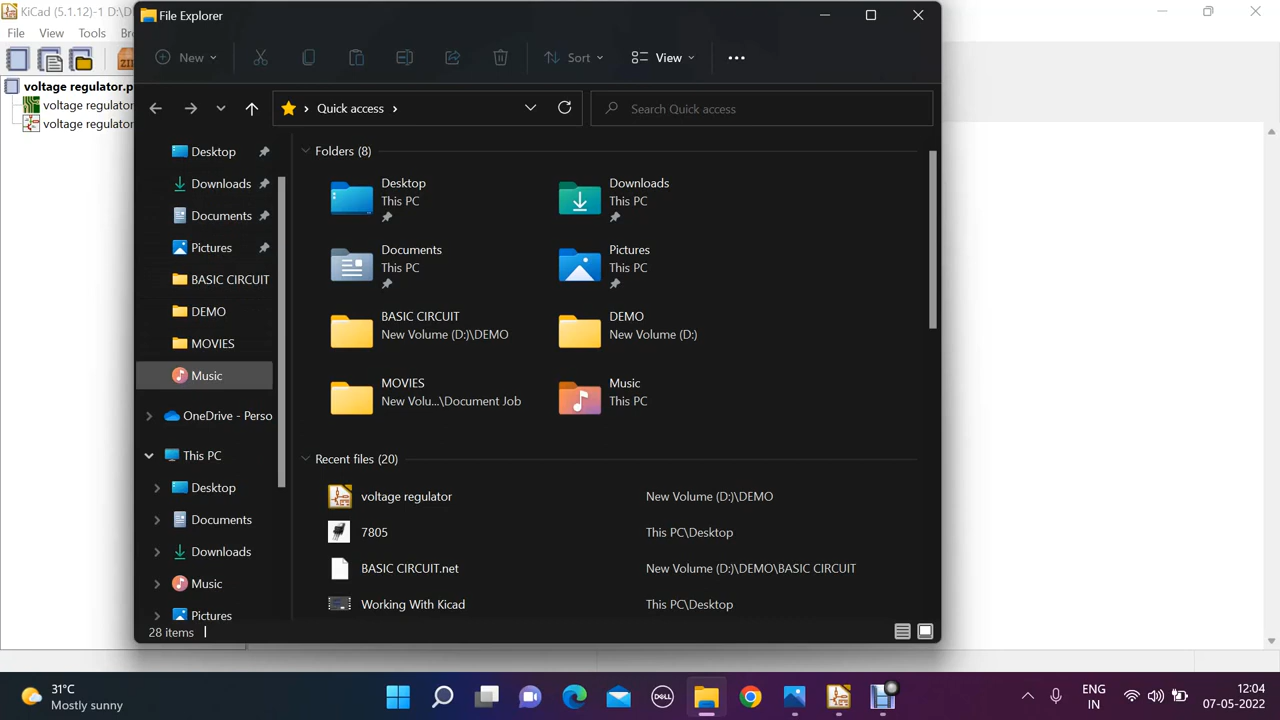 KiCad (5.1.12)-1 D:\D
File View Tools Br
voltage regulator.p
voltage regulator
voltage regulator
File Explorer
New
Sort
View
Quick access
Search Quick access
Desktop
Downloads
Documents
Pictures
BASIC CIRCUIT
DEMO
MOVIES
Music
OneDrive - Perso
This PC
Desktop
Documents
Downloads
Music
Pictures
Folders (8)
Desktop
This PC
Downloads
This PC
Documents
This PC
Pictures
This PC
BASIC CIRCUIT
New Volume (D:)\DEMO
DEMO
New Volume (D:)
MOVIES
New Volu...\Document Job
Music
This PC
Recent files (20)
voltage regulator New Volume (D:)\DEMO
7805 This PC\Desktop
BASIC CIRCUIT.net New Volume (D:)\DEMO\BASIC CIRCUIT
Working With Kicad This PC\Desktop
28 items
31°C
Mostly sunny
DELL
ENG
IN
12:04
07-05-2022